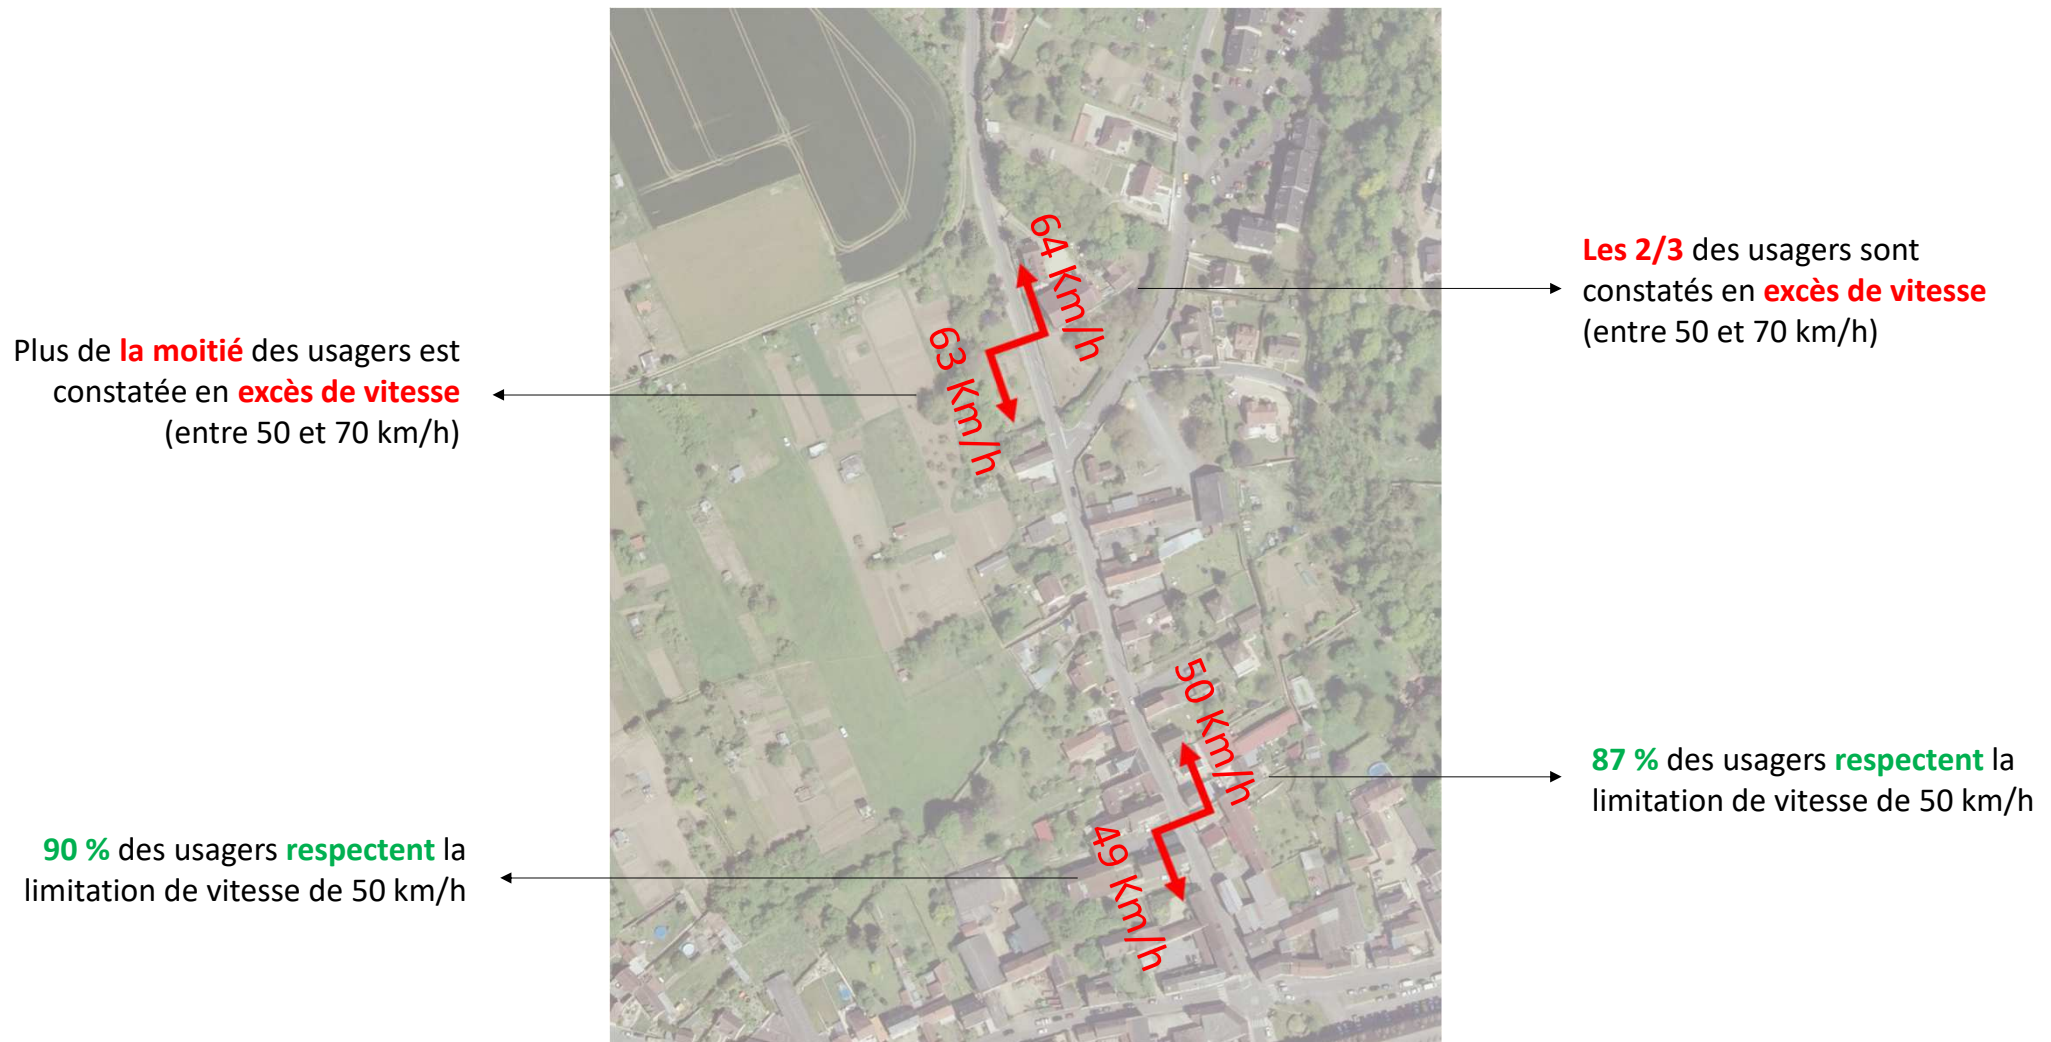 64 Km/h
Les 2/3 des usagers sont
constatés en excès de vitesse
(entre 50 et 70 km/h)
63 Km/h
Plus de la moitié des usagers est
constatée en excès de vitesse
(entre 50 et 70 km/h)
50 Km/h
87 % des usagers respectent la
limitation de vitesse de 50 km/h
49 Km/h
90 % des usagers respectent la
limitation de vitesse de 50 km/h